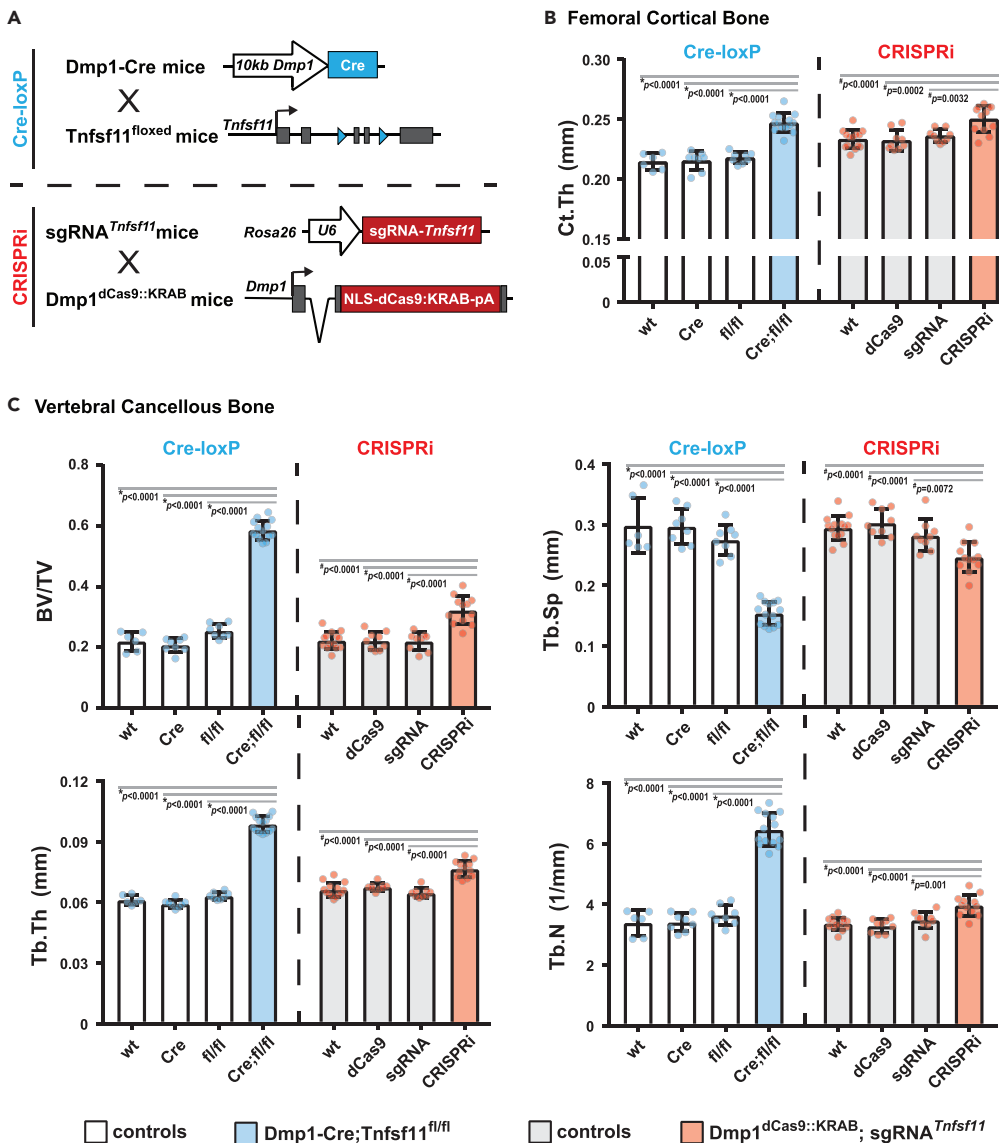 A
Cre-loxP
Dmp1-Cre mice
10kb Dmp1
Cre
X
Tnfsf11floxed mice
Tnfsf11
CRISPRi
sgRNATnfsf11 mice
Rosa26
U6
sgRNA-Tnfsf11
X
Dmp1dCas9::KRAB mice
Dmp1
NLS-dCas9:KRAB-pA
B Femoral Cortical Bone
Cre-loxP
CRISPRi
Ct.Th (mm)
0.30
0.25
0.20
0.15
0.05
0
*p<0.0001
*p<0.0001
*p<0.0001
#p<0.0001
#p=0.0002
#p=0.0032
wt
Cre
fl/fl
Cre;fl/fl
wt
dCas9
sgRNA
CRISPRi
C Vertebral Cancellous Bone
Cre-loxP
CRISPRi
BV/TV
0.8
0.6
0.4
0.2
0
*p<0.0001
*p<0.0001
*p<0.0001
#p<0.0001
#p<0.0001
#p<0.0001
wt
Cre
fl/fl
Cre;fl/fl
wt
dCas9
sgRNA
CRISPRi
Cre-loxP
CRISPRi
Tb.Sp (mm)
0.4
0.3
0.2
0.1
0
*p<0.0001
*p<0.0001
*p<0.0001
#p<0.0001
#p<0.0001
#p=0.0072
wt
Cre
fl/fl
Cre;fl/fl
wt
dCas9
sgRNA
CRISPRi
Tb.Th (mm)
0.12
0.09
0.06
0.03
0
*p<0.0001
*p<0.0001
*p<0.0001
#p<0.0001
#p<0.0001
#p<0.0001
wt
Cre
fl/fl
Cre;fl/fl
wt
dCas9
sgRNA
CRISPRi
Tb.N (1/mm)
8
6
4
2
0
*p<0.0001
*p<0.0001
*p<0.0001
#p<0.0001
#p<0.0001
#p=0.001
wt
Cre
fl/fl
Cre;fl/fl
wt
dCas9
sgRNA
CRISPRi
controls
Dmp1-Cre;Tnfsf11fl/fl
controls
Dmp1dCas9::KRAB; sgRNATnfsf11